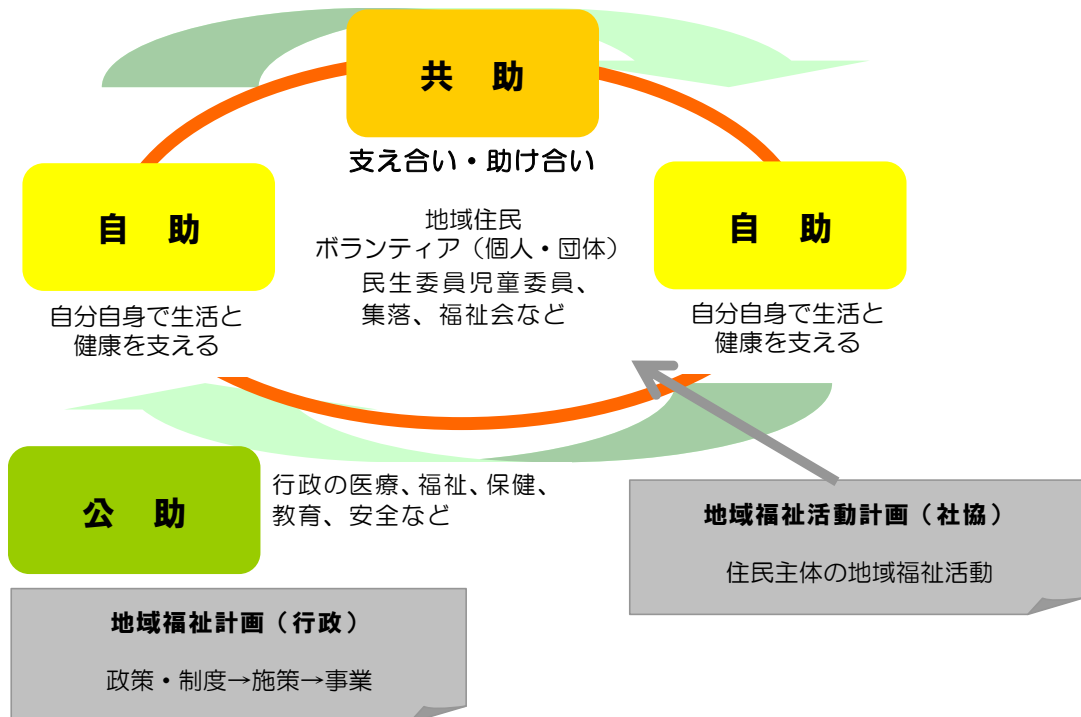 共　助
支え合い・助け合い
地域住民
ボランティア（個人・団体）
民生委員児童委員、
集落、福祉会など
自　助
自分自身で生活と
健康を支える
自　助
自分自身で生活と
健康を支える
公　助
行政の医療、福祉、保健、
教育、安全など
地域福祉活動計画（社協）
住民主体の地域福祉活動
地域福祉計画（行政）
政策・制度→施策→事業